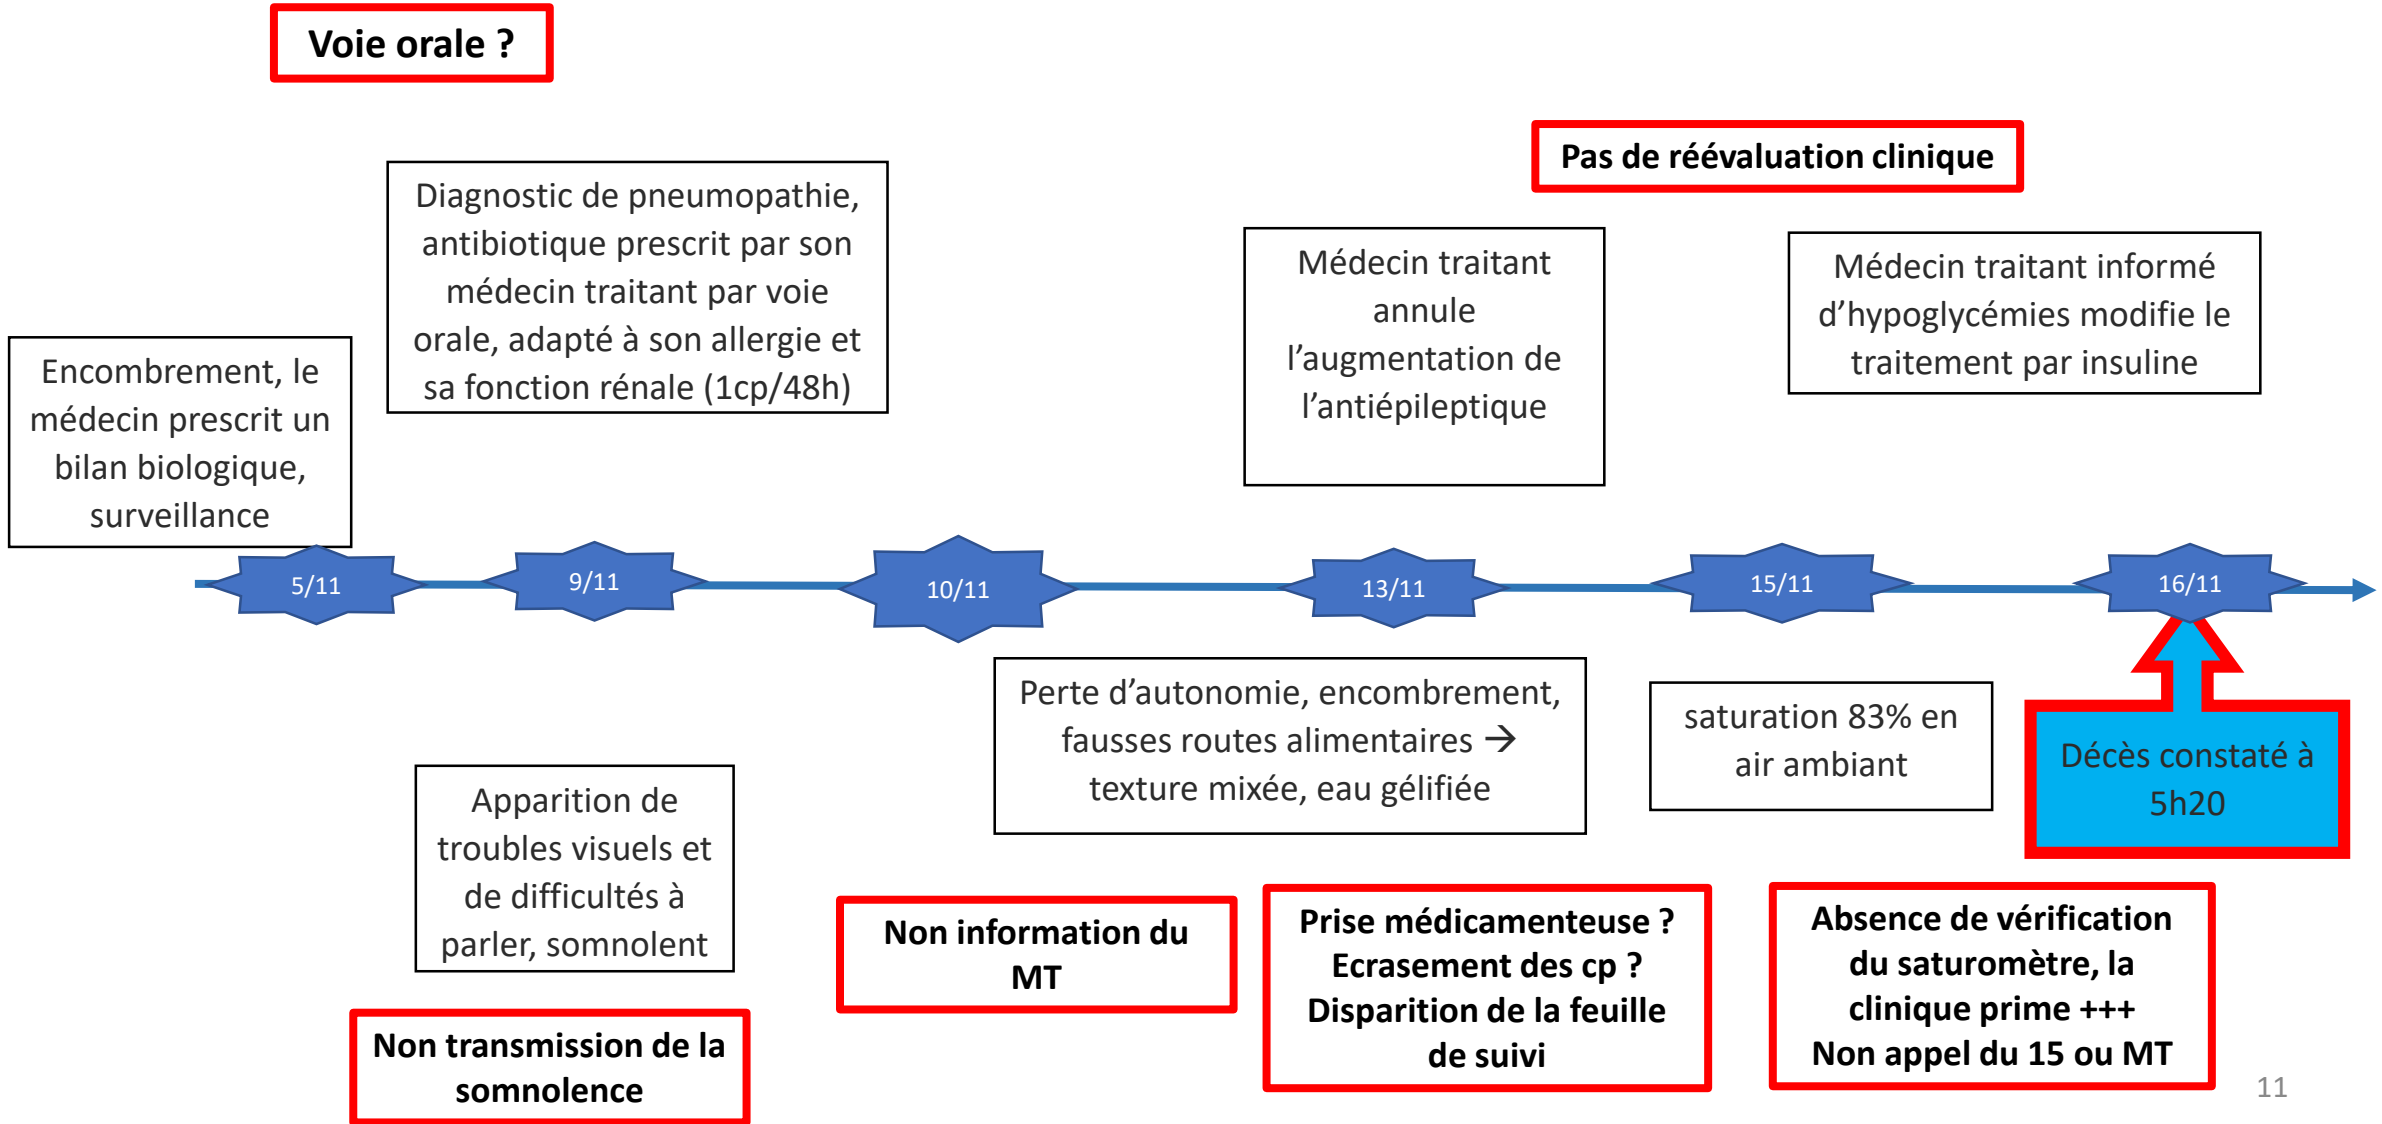 Voie orale ?
Pas de réévaluation clinique
Diagnostic de pneumopathie,
antibiotique prescrit par son
médecin traitant par voie
orale, adapté à son allergie et
sa fonction rénale (1cp/48h)
Médecin traitant
annule
l’augmentation de
l’antiépileptique
Médecin traitant informé
d’hypoglycémies modifie le
traitement par insuline
Encombrement, le
médecin prescrit un
bilan biologique,
surveillance
5/11
9/11
10/11
13/11
15/11
16/11
Perte d’autonomie, encombrement,
fausses routes alimentaires →
texture mixée, eau gélifiée
saturation 83% en
air ambiant
Décès constaté à
5h20
Apparition de
troubles visuels et
de difficultés à
parler, somnolent
Non information du
MT
Prise médicamenteuse ?
Ecrasement des cp ?
Disparition de la feuille
de suivi
Absence de vérification
du saturomètre, la
clinique prime +++
Non appel du 15 ou MT
Non transmission de la
somnolence
11